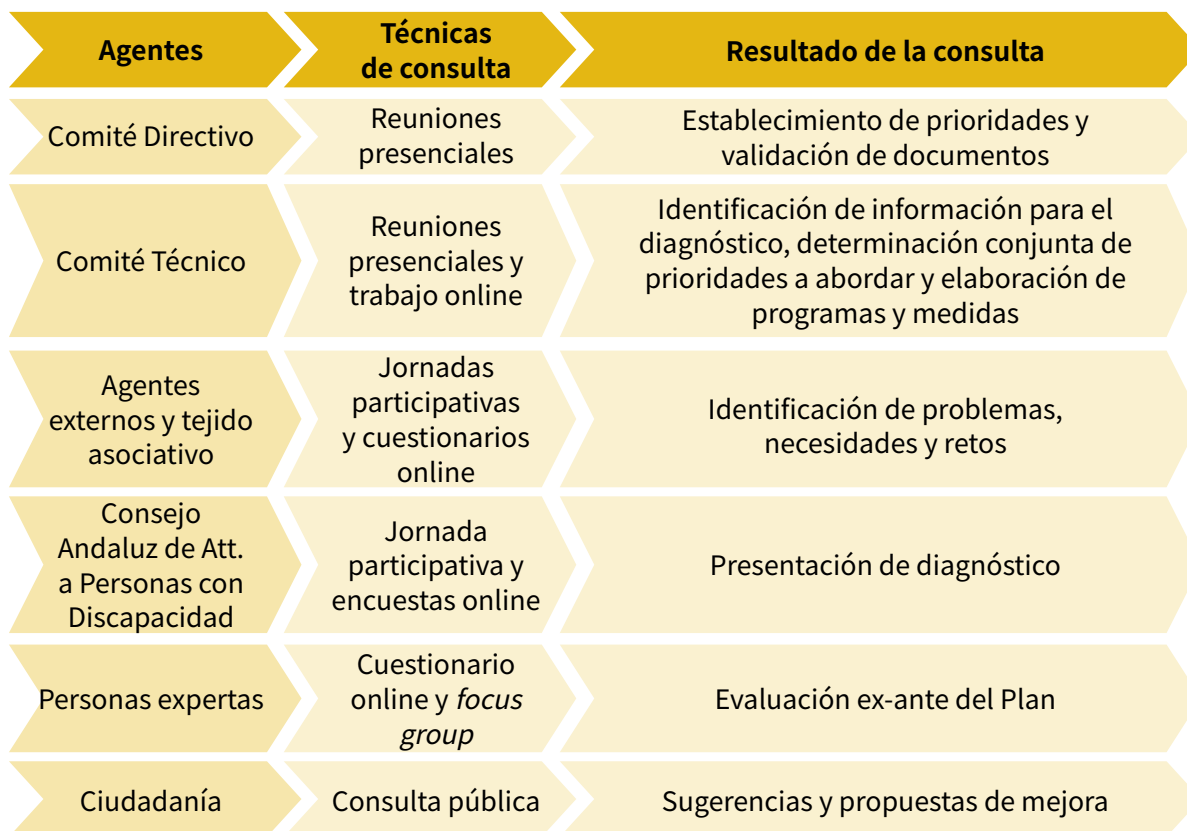 Agentes
Técnicas
de consulta
Resultado de la consulta
Comité Directivo
Reuniones
presenciales
Establecimiento de prioridades y
validación de documentos
Comité Técnico
Reuniones
presenciales y
trabajo online
Identificación de información para el
diagnóstico, determinación conjunta de
prioridades a abordar y elaboración de
programas y medidas
Agentes
externos y tejido
asociativo
Jornadas
participativas
y cuestionarios
online
Identificación de problemas,
necesidades y retos
Consejo
Andaluz de Att.
a Personas con
Discapacidad
Jornada
participativa y
encuestas online
Presentación de diagnóstico
Personas expertas
Cuestionario
online y focus
group
Evaluación ex-ante del Plan
Ciudadanía
Consulta pública
Sugerencias y propuestas de mejora